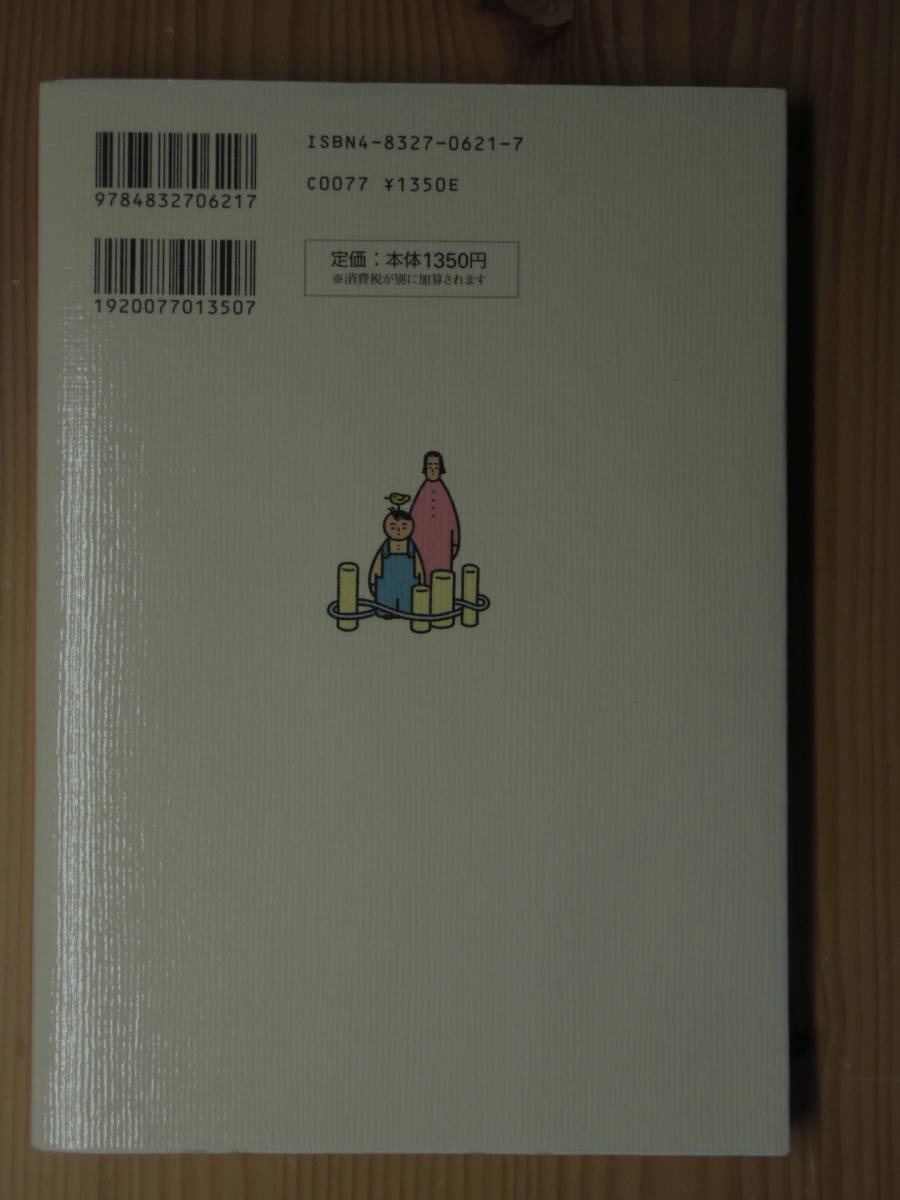 ISBN4-8327-0621-7
C0077 ¥1350E
9784832706217
定価：本体1350円
※消費税が別に加算されます
1920077013507